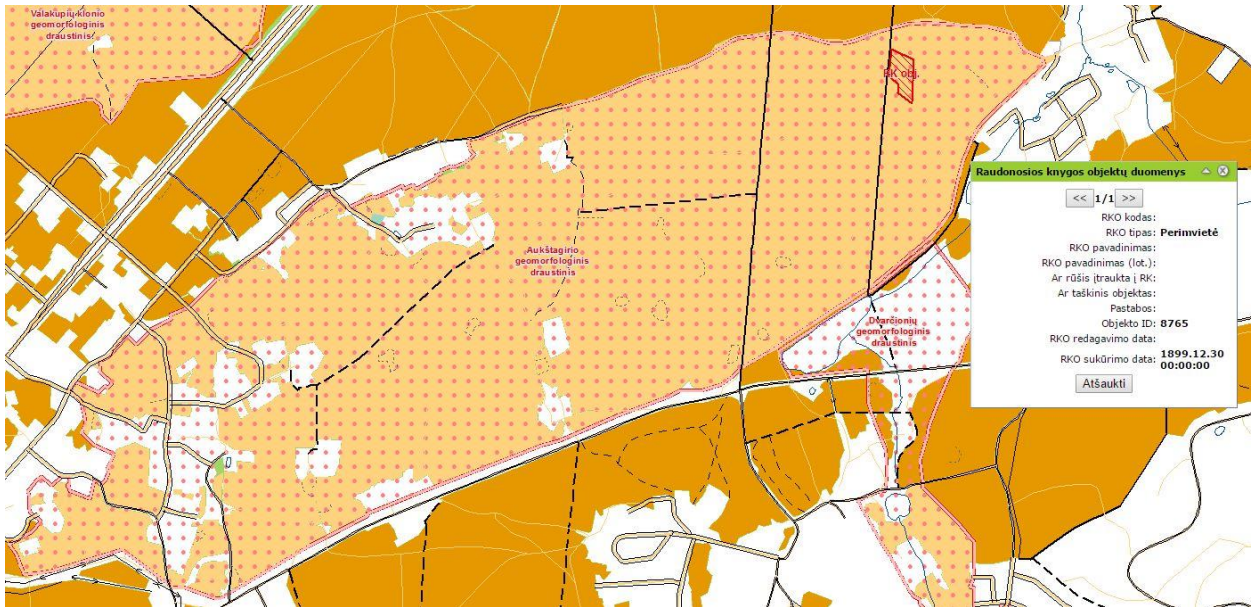 Valakupių klonio
geomorfologinis
draustinis
RK obj.
Aukštagirio
geomorfologinis
draustinis
Dvarčionių
geomorfologinis
draustinis
Raudonosios knygos objektų duomenys
<< 1/1 >>
RKO kodas:
RKO tipas: Perimvietė
RKO pavadinimas:
RKO pavadinimas (lot.):
Ar rūšis įtraukta į RK:
Ar taškinis objektas:
Pastabos:
Objekto ID: 8765
RKO redagavimo data:
RKO sukūrimo data: 1899.12.30
00:00:00
Atšaukti